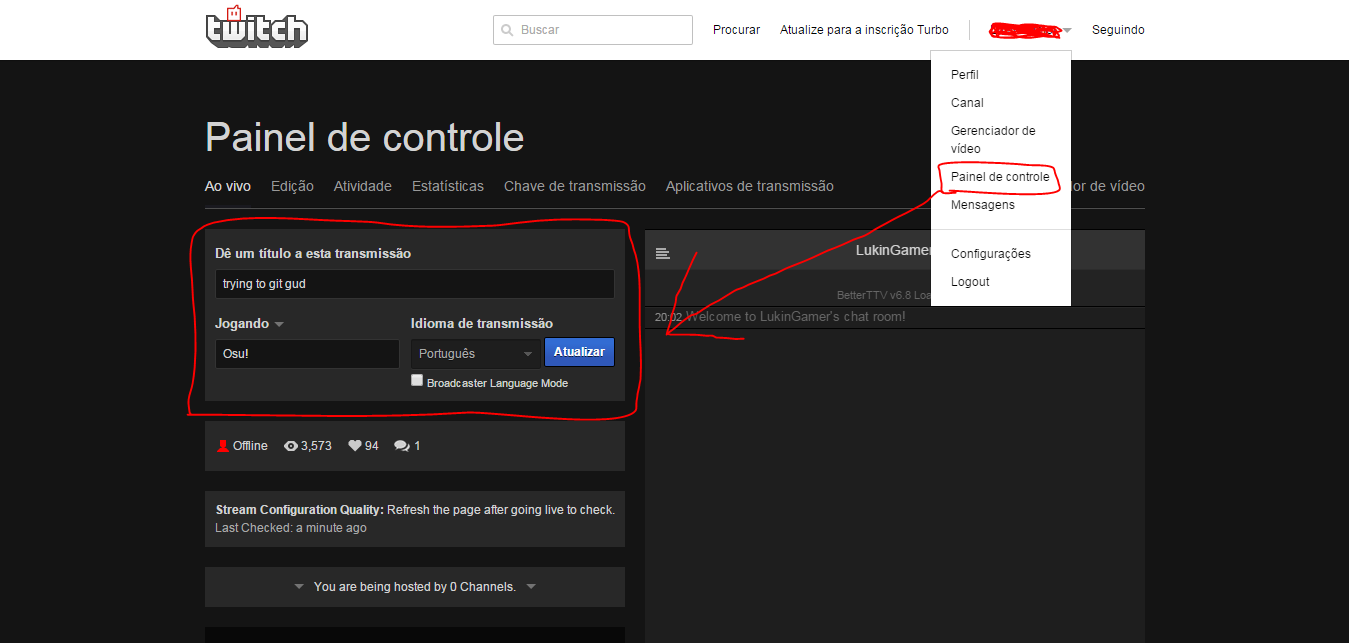 twitch
Buscar
Procurar
Atualize para a inscrição Turbo
Seguindo
Perfil
Canal
Gerenciador de
vídeo
Painel de controle
Mensagens
Configurações
Logout
Painel de controle
Ao vivo
Edição
Atividade
Estatísticas
Chave de transmissão
Aplicativos de transmissão
dor de vídeo
Dê um título a esta transmissão
trying to git gud
Jogando
Idioma de transmissão
Osu!
Português
Atualizar
Broadcaster Language Mode
Offline
3,573
94
1
Stream Configuration Quality: Refresh the page after going live to check.
Last Checked: a minute ago
You are being hosted by 0 Channels.
LukinGamer
BetterTTV v6.8 Loa
20:02 Welcome to LukinGamer's chat room!